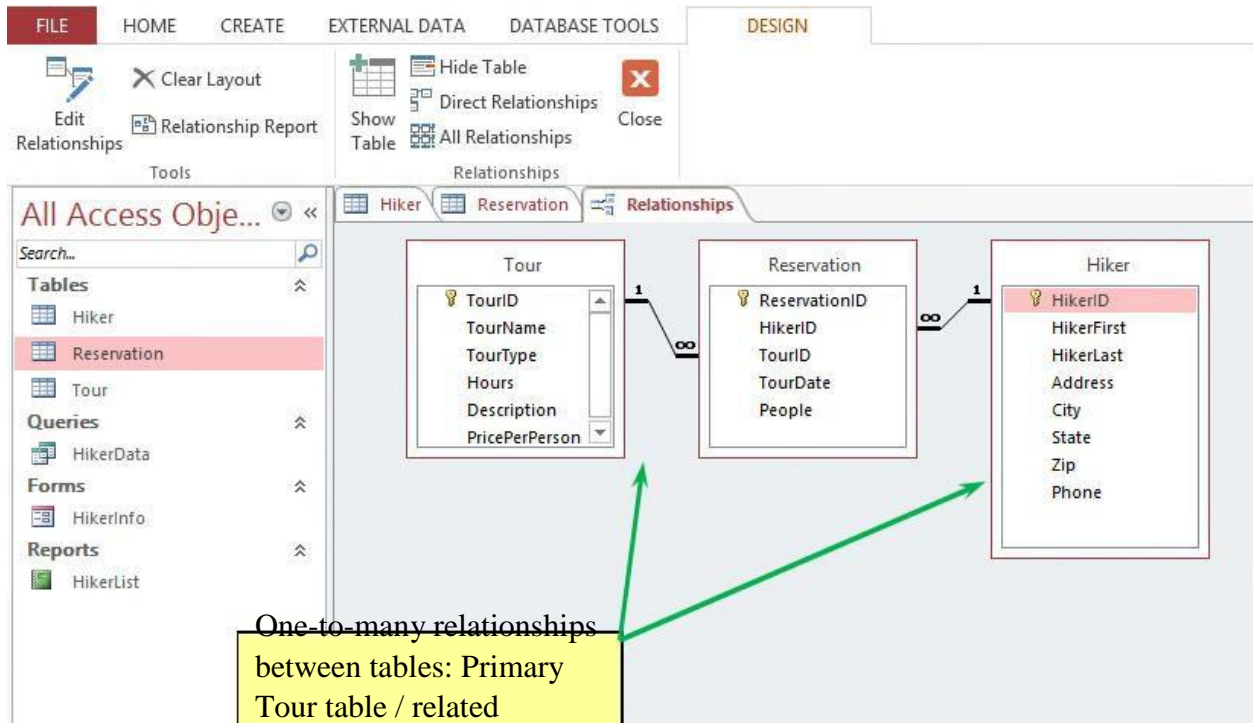 FILE HOME CREATE EXTERNAL DATA DATABASE TOOLS DESIGN
Edit Relationships
Clear Layout
Relationship Report
Tools
Show Table
Hide Table
Direct Relationships
All Relationships
Close
Relationships
All Access Obje...
Search...
Tables
Hiker
Reservation
Tour
Queries
HikerData
Forms
HikerInfo
Reports
HikerList
Hiker Reservation Relationships
Tour
TourID
TourName
TourType
Hours
Description
PricePerPerson
1
∞
Reservation
ReservationID
HikerID
TourID
TourDate
People
∞
1
Hiker
HikerID
HikerFirst
HikerLast
Address
City
State
Zip
Phone
One-to-many relationships
between tables: Primary
Tour table / related